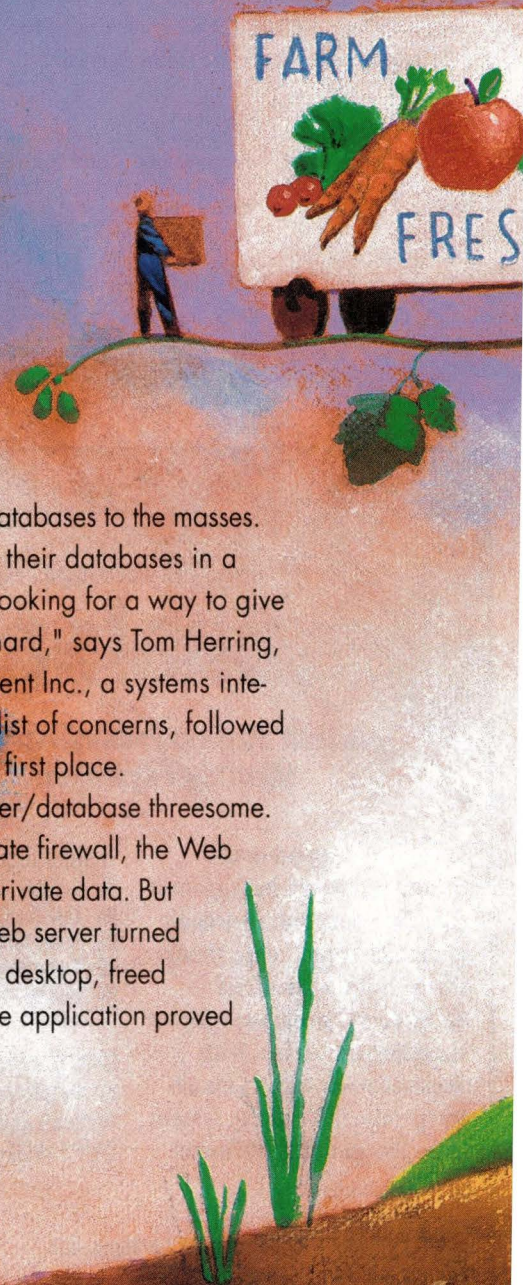 FARM
FRES
atabases to the masses.
their databases in a
ooking for a way to give
ard," says Tom Herring,
ent Inc., a systems inte-
list of concerns, followed
first place.
er/database threesome.
ate firewall, the Web
rivate data. But
eb server turned
desktop, freed
e application proved